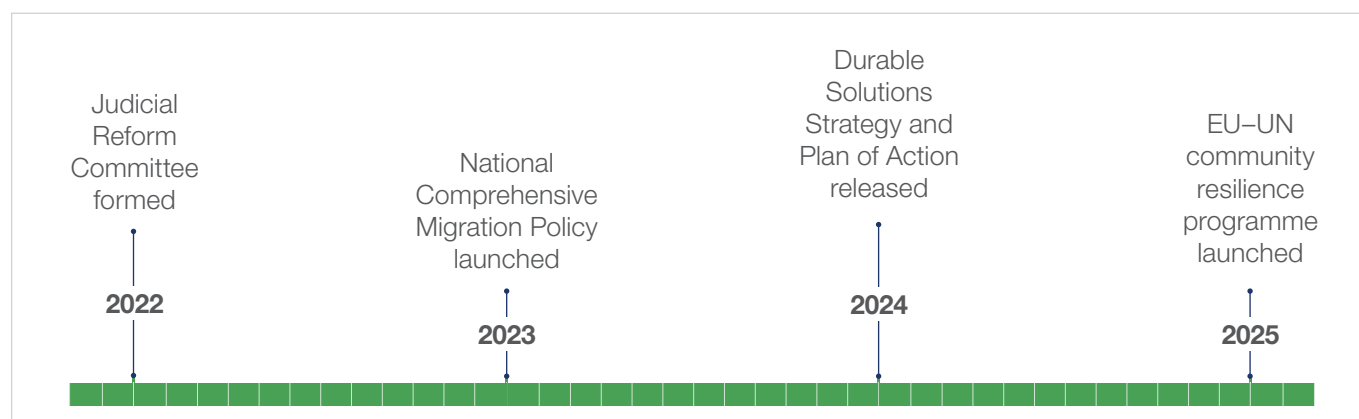 Judicial
Reform
Committee
formed
2022
National
Comprehensive
Migration Policy
launched
2023
Durable
Solutions
Strategy and
Plan of Action
released
2024
EU–UN
community
resilience
programme
launched
2025